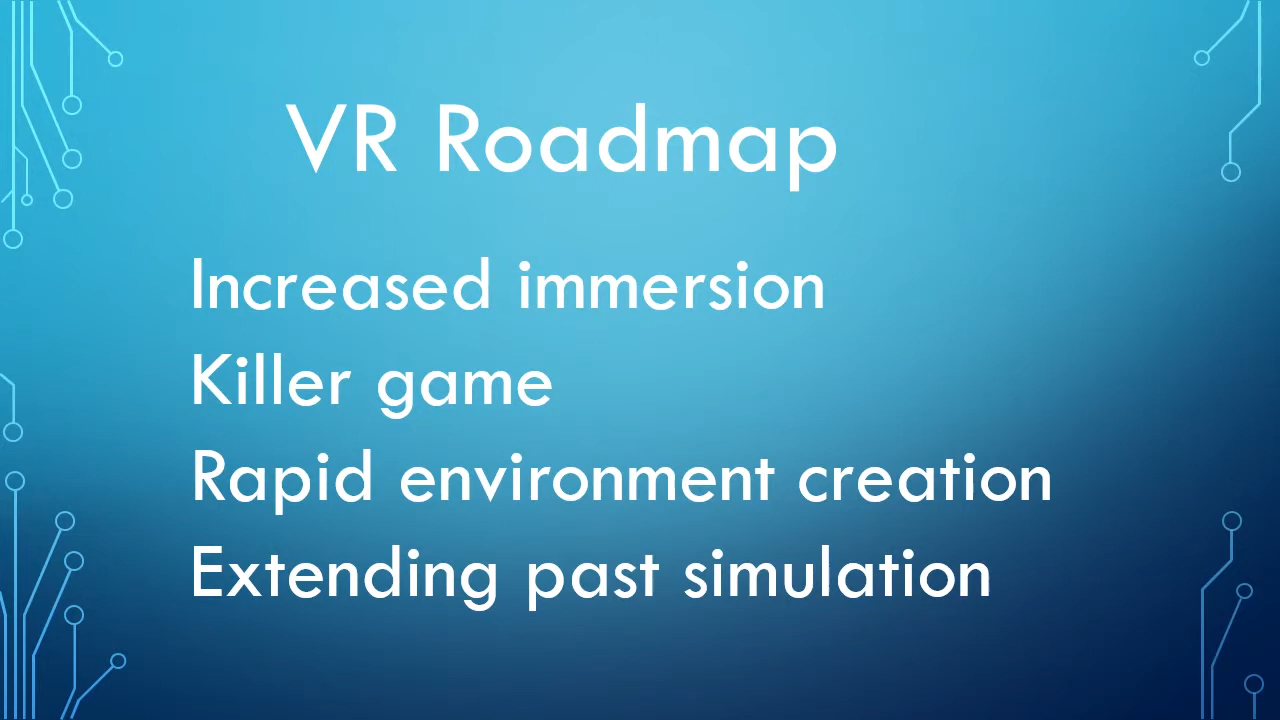 VR Roadmap
Increased immersion
Killer game
Rapid environment creation
Extending past simulation